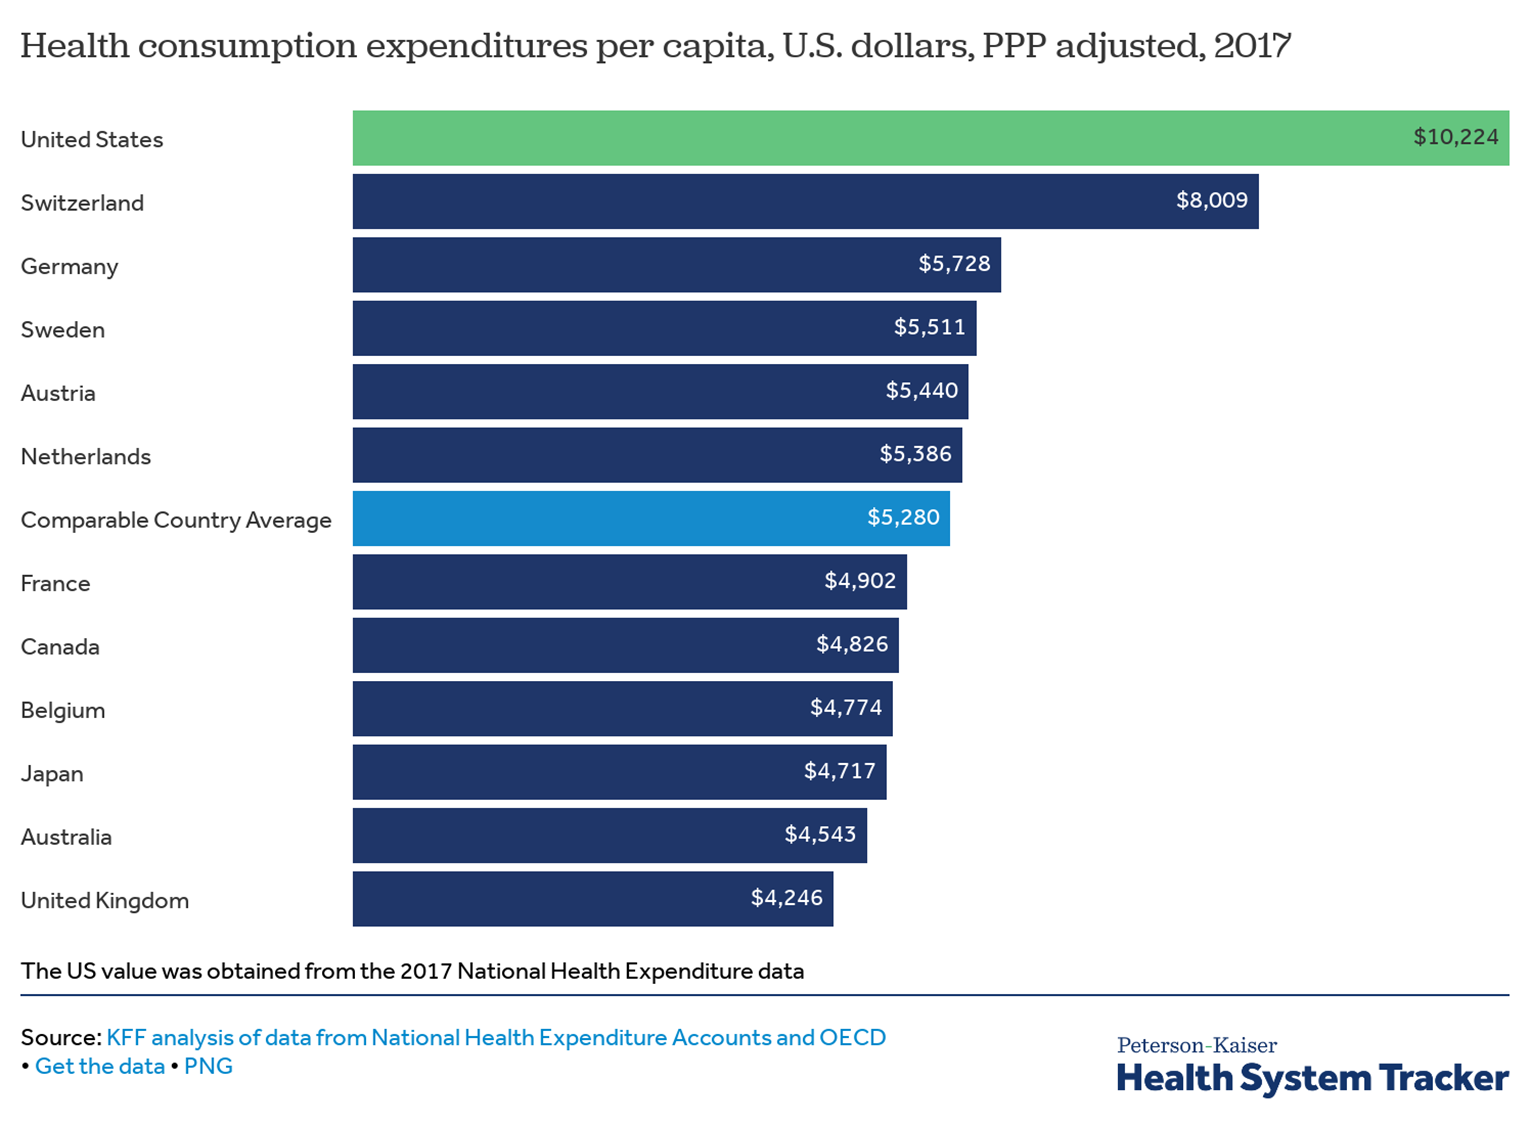 Health consumption expenditures per capita, U.S. dollars, PPP adjusted, 2017
United States $10,224
Switzerland $8,009
Germany $5,728
Sweden $5,511
Austria $5,440
Netherlands $5,386
Comparable Country Average $5,280
France $4,902
Canada $4,826
Belgium $4,774
Japan $4,717
Australia $4,543
United Kingdom $4,246
The US value was obtained from the 2017 National Health Expenditure data
Source: KFF analysis of data from National Health Expenditure Accounts and OECD
• Get the data • PNG
Peterson-Kaiser
Health System Tracker